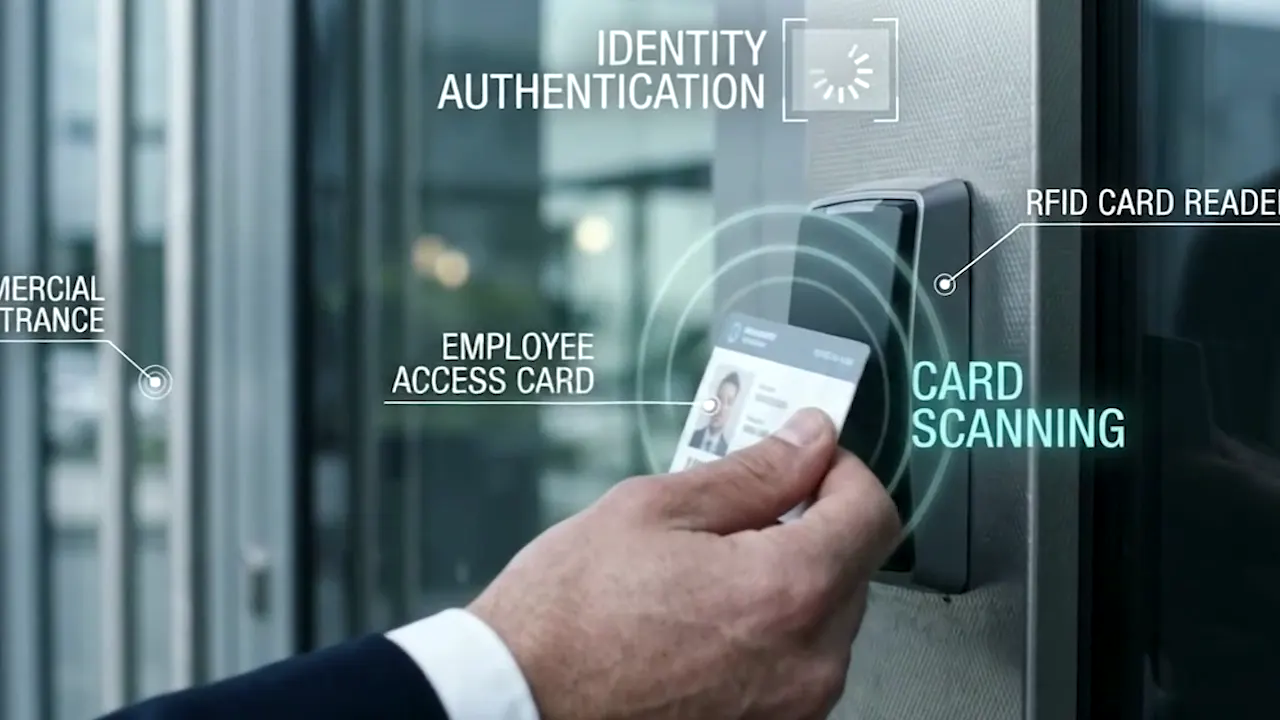 IDENTITY
AUTHENTICATION
RFID CARD READE
MERCIAL
TRANCE
EMPLOYEE
ACCESS CARD
CARD
SCANNING